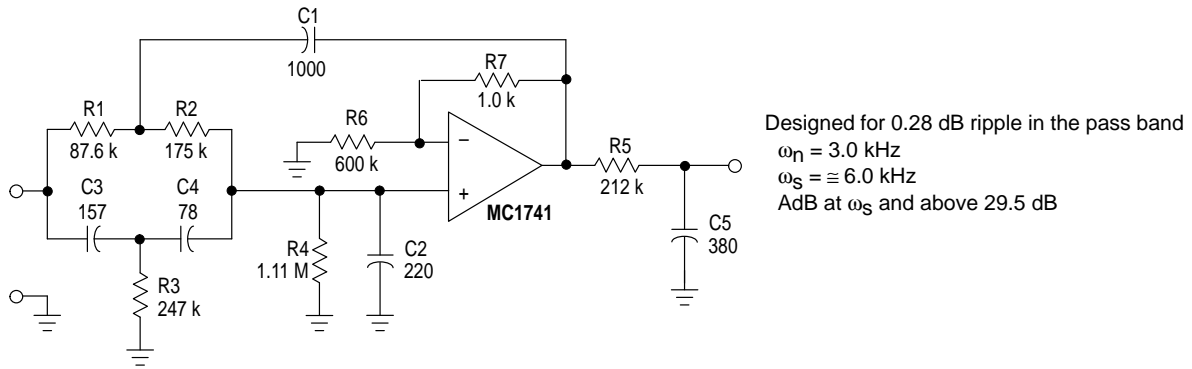 C1
1000
R1
87.6 k
R2
175 k
C3
157
C4
78
R3
247 k
R7
1.0 k
R6
600 k
–
+
MC1741
R4
1.11 M
C2
220
R5
212 k
C5
380
Designed for 0.28 dB ripple in the pass band
ωn = 3.0 kHz
ωs = ≅ 6.0 kHz
AdB at ωs and above 29.5 dB